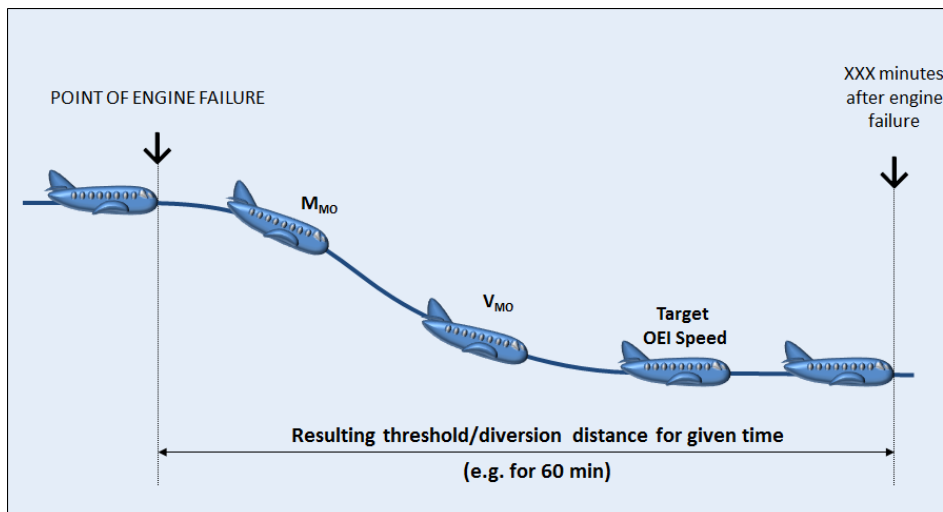 POINT OF ENGINE FAILURE
XXX minutes
after engine
failure
MMO
VMO
Target
OEI Speed
Resulting threshold/diversion distance for given time
(e.g. for 60 min)